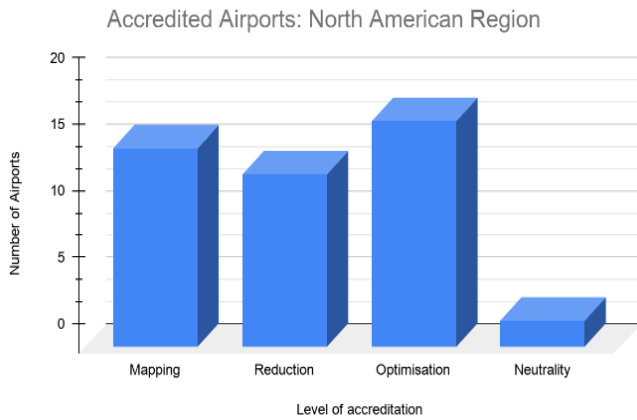 Accredited Airports: North American Region
Number of Airports
20
15
10
5
0
Mapping Reduction Optimisation Neutrality
Level of accreditation